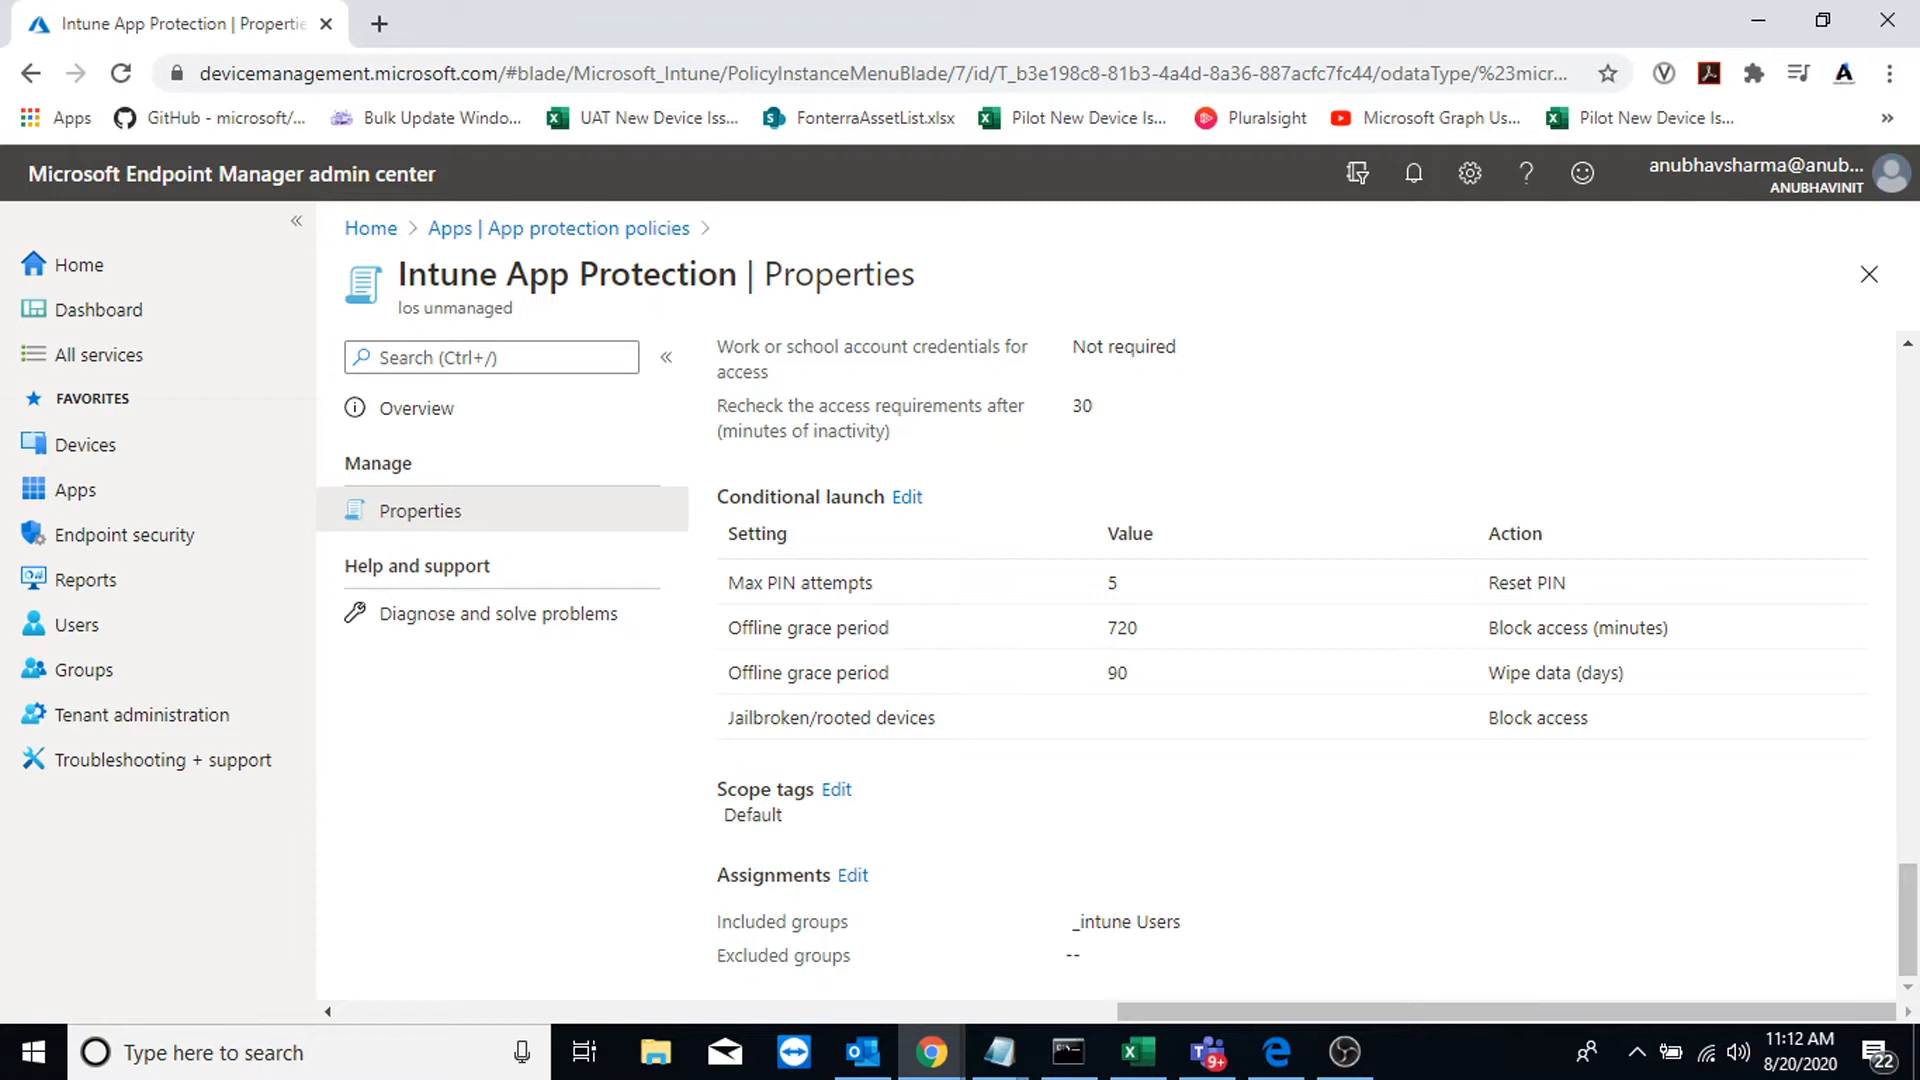 Intune App Protection | Propertie
devicemanagement.microsoft.com/#blade/Microsoft_Intune/PolicyInstanceMenuBlade/7/id/T_b3e198c8-81b3-4a4d-8a36-887acfc7fc44/odataType/%23micr...
Apps GitHub - microsoft/... Bulk Update Windo... UAT New Device Iss... FonterraAssetList.xlsx Pilot New Device Is... Pluralsight Microsoft Graph Us... Pilot New Device Is... »
Microsoft Endpoint Manager admin center
anubhavsharma@anub...
ANUBHAVINIT
Home
Dashboard
All services
FAVORITES
Devices
Apps
Endpoint security
Reports
Users
Groups
Tenant administration
Troubleshooting + support
Home > Apps | App protection policies >
Intune App Protection | Properties
Ios unmanaged
Search (Ctrl+/)
Overview
Manage
Properties
Help and support
Diagnose and solve problems
Work or school account credentials for access Not required
Recheck the access requirements after (minutes of inactivity) 30
Conditional launch Edit
Setting Value Action
Max PIN attempts 5 Reset PIN
Offline grace period 720 Block access (minutes)
Offline grace period 90 Wipe data (days)
Jailbroken/rooted devices Block access
Scope tags Edit
Default
Assignments Edit
Included groups _intune Users
Excluded groups --
Type here to search
9+
11:12 AM
8/20/2020
22